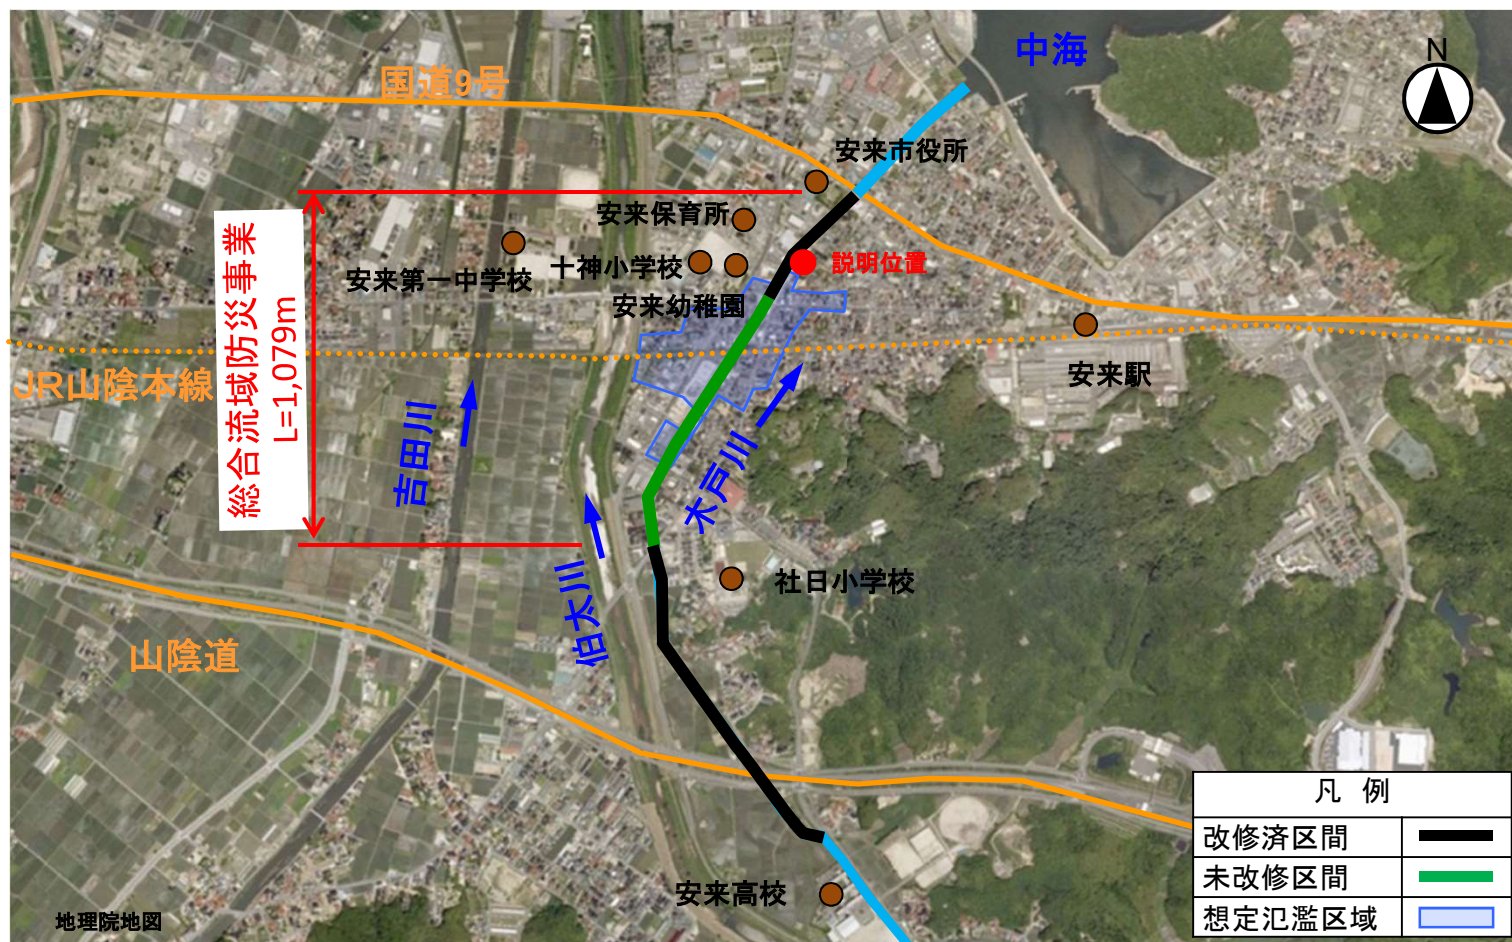 中海
N
国道9号
安来市役所
安来保育所
説明位置
十神小学校
安来第一中学校
安来幼稚園
総合流域防災事業
L=1,079m
JR山陰本線
安来駅
吉田川
木戸川
伯太川
社日小学校
山陰道
安来高校
地理院地図
凡 例
改修済区間
未改修区間
想定氾濫区域